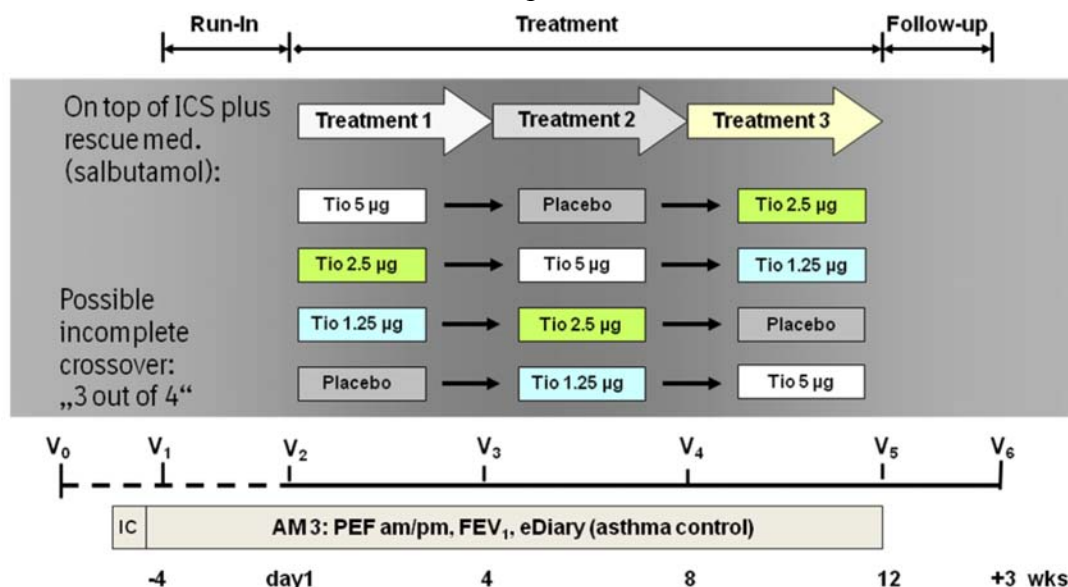 Run-In Treatment Follow-up
On top of ICS plus
rescue med.
(salbutamol):
Treatment 1 Treatment 2 Treatment 3
Tio 5 µg Placebo Tio 2.5 µg
Tio 2.5 µg Tio 5 µg Tio 1.25 µg
Possible
incomplete
crossover:
„3 out of 4“
Tio 1.25 µg Tio 2.5 µg Placebo
Placebo Tio 1.25 µg Tio 5 µg
V0 V1 V2 V3 V4 V5 V6
IC AM3: PEF am/pm, FEV1, eDiary (asthma control)
-4 day1 4 8 12 +3 wks